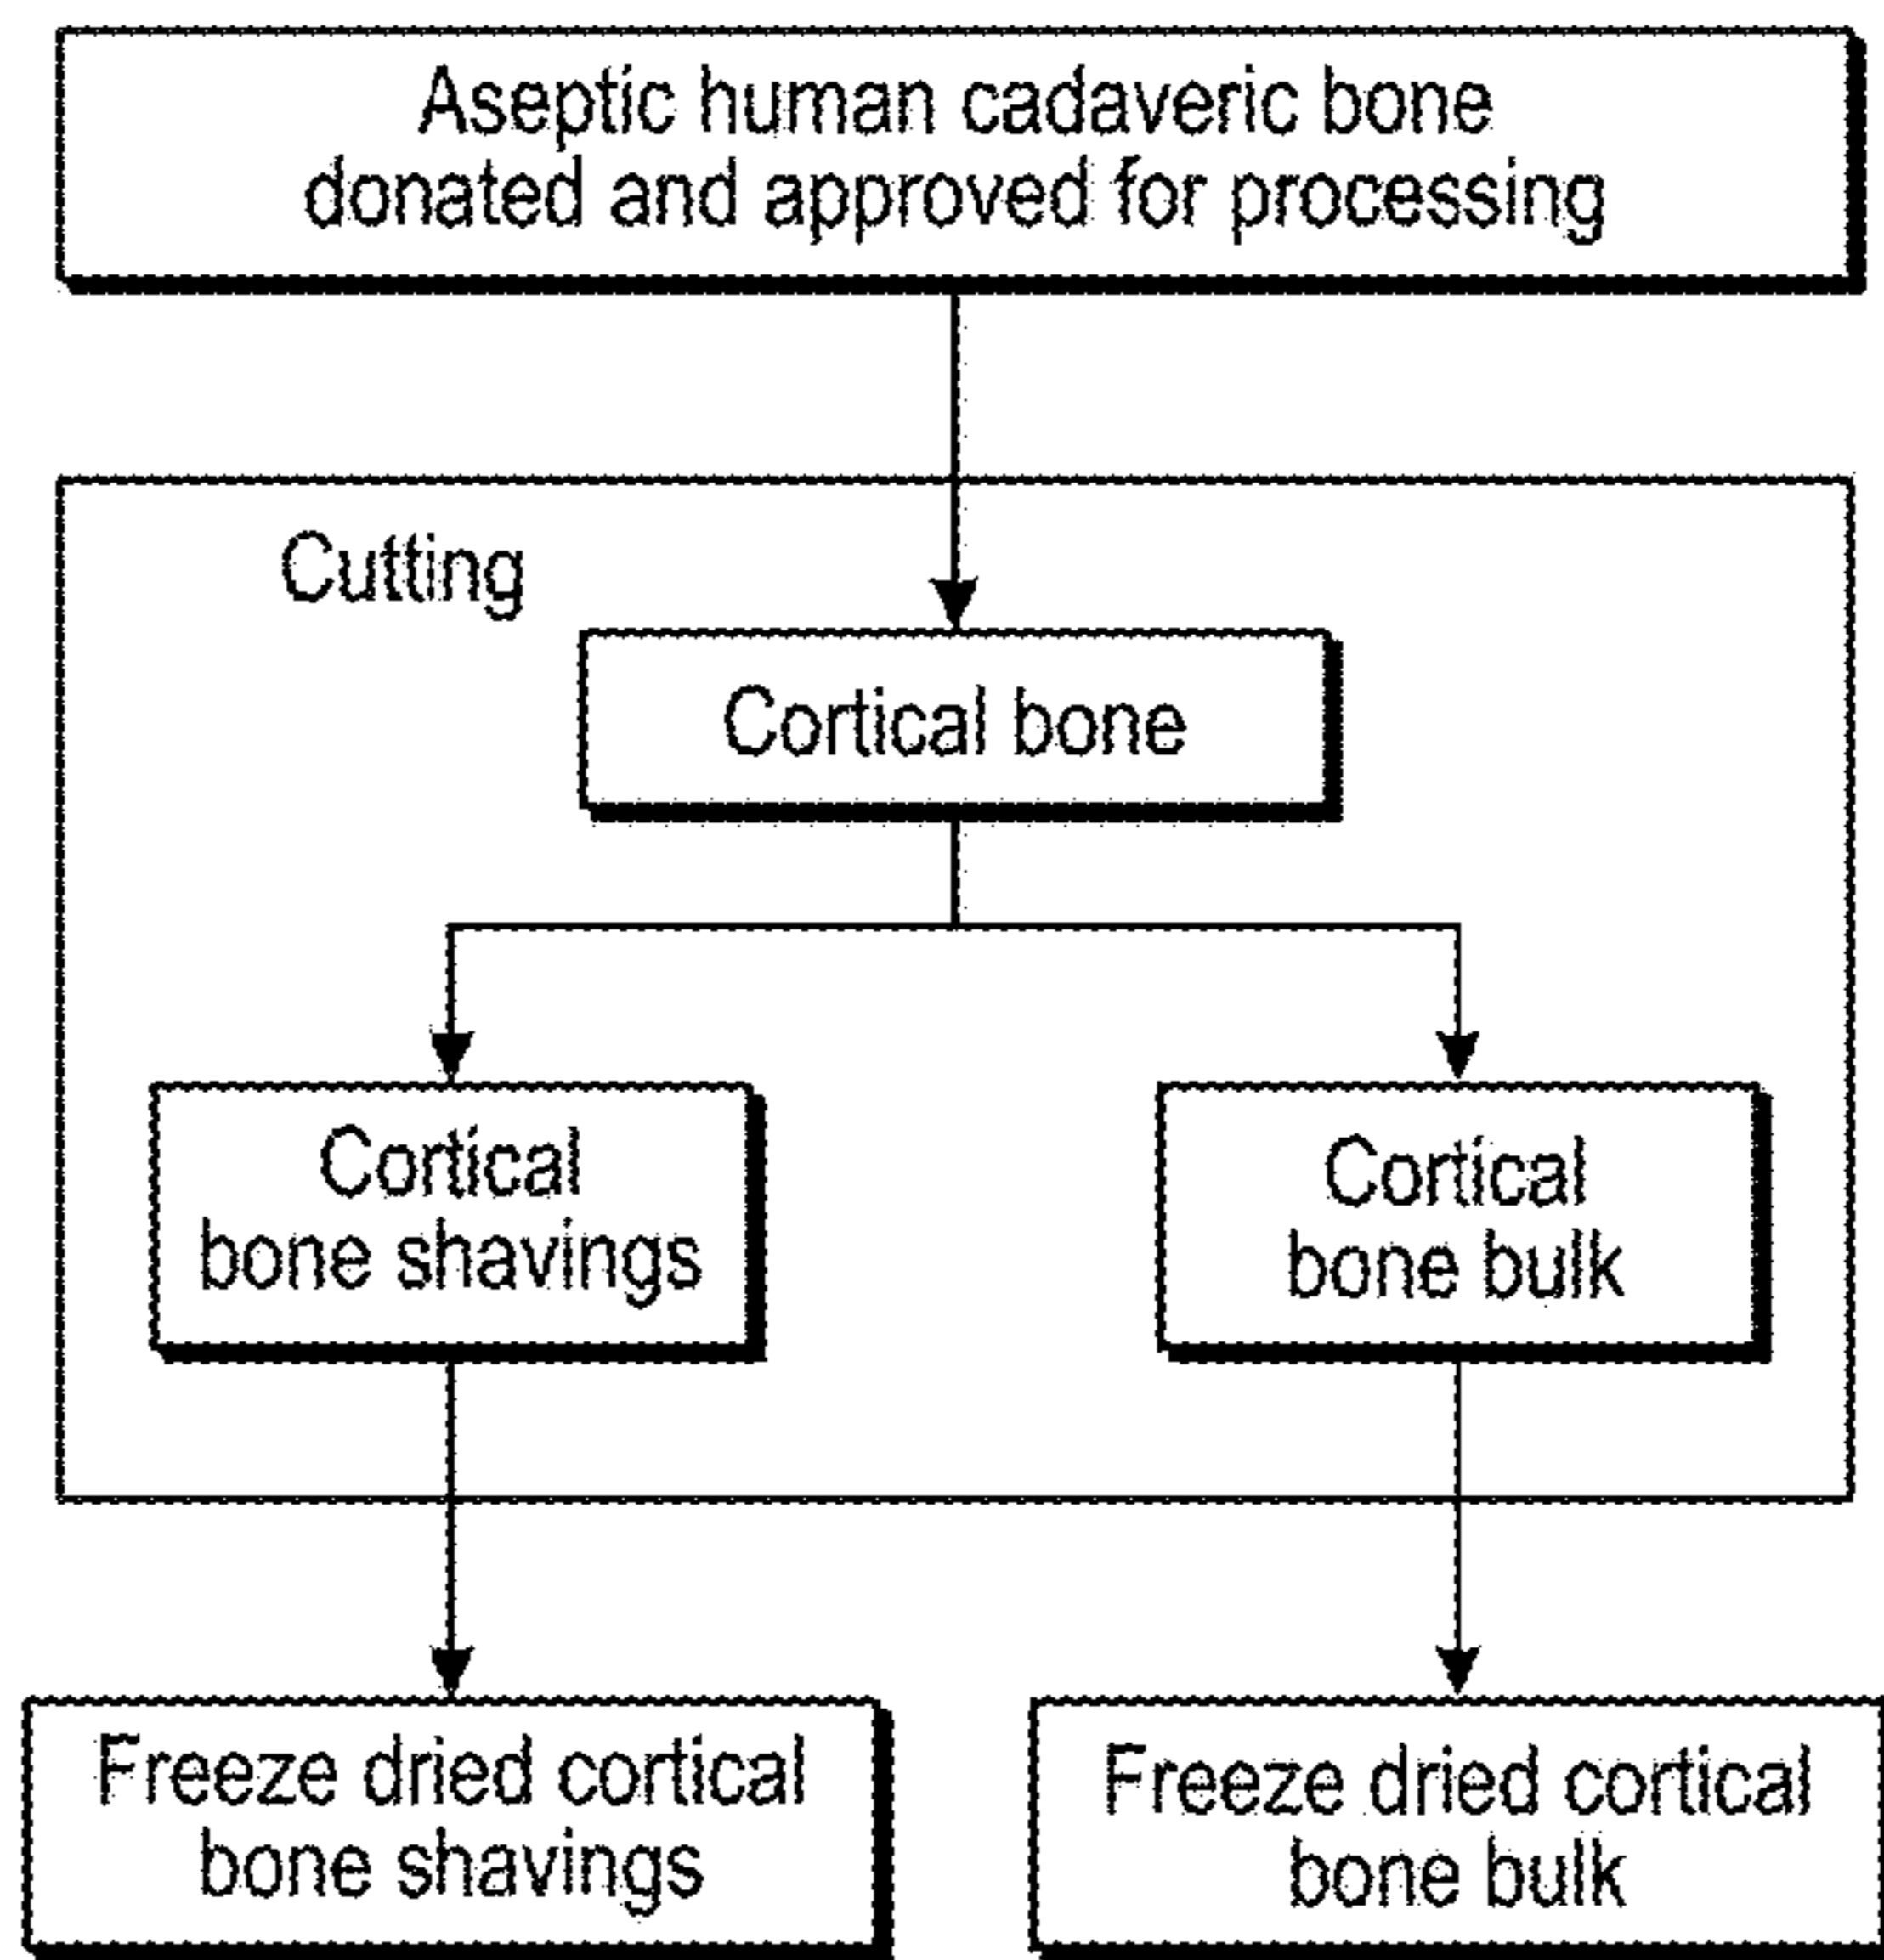 Aseptic human cadaveric bone
donated and approved for processing
Cutting
Cortical bone
Cortical
bone shavings
Cortical
bone bulk
Freeze dried cortical
bone shavings
Freeze dried cortical
bone bulk